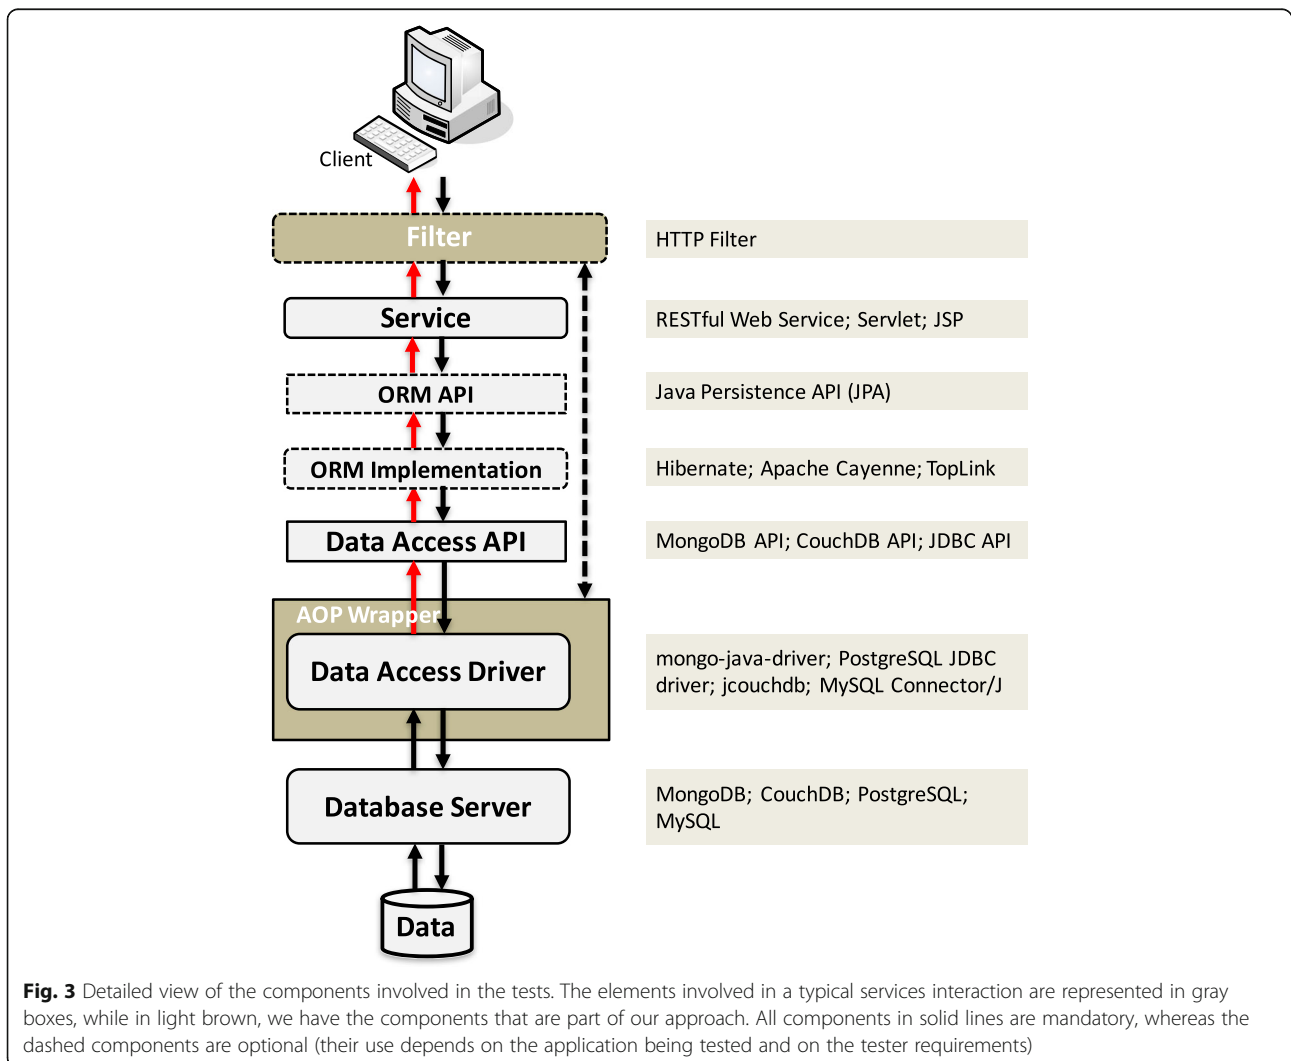 Client
Filter
HTTP Filter
Service
RESTful Web Service; Servlet; JSP
ORM API
Java Persistence API (JPA)
ORM Implementation
Hibernate; Apache Cayenne; TopLink
Data Access API
MongoDB API; CouchDB API; JDBC API
AOP Wrapper
Data Access Driver
mongo-java-driver; PostgreSQL JDBC
driver; jcouchdb; MySQL Connector/J
Database Server
MongoDB; CouchDB; PostgreSQL;
MySQL
Data
Fig. 3 Detailed view of the components involved in the tests. The elements involved in a typical services interaction are represented in gray
boxes, while in light brown, we have the components that are part of our approach. All components in solid lines are mandatory, whereas the
dashed components are optional (their use depends on the application being tested and on the tester requirements)